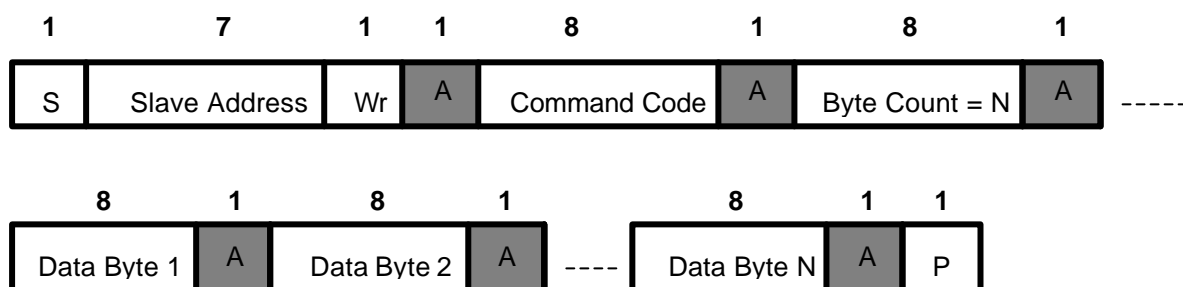 1 7 1 1 8 1 8 1
S Slave Address Wr A Command Code A Byte Count = N A
8 1 8 1 8 1 1
Data Byte 1 A Data Byte 2 A Data Byte N A P